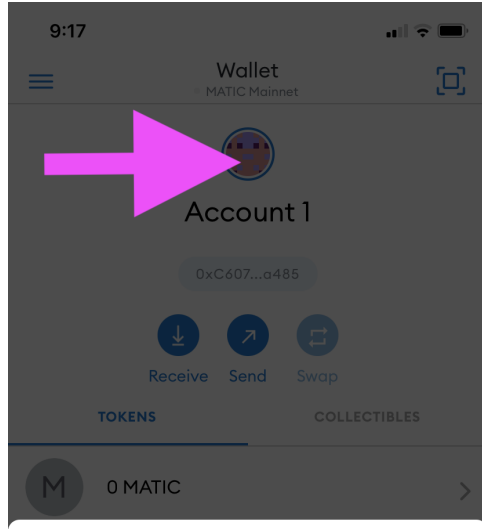 9:17
Wallet
MATIC Mainnet
Account 1
0xC607...a485
Receive Send Swap
TOKENS COLLECTIBLES
M 0 MATIC